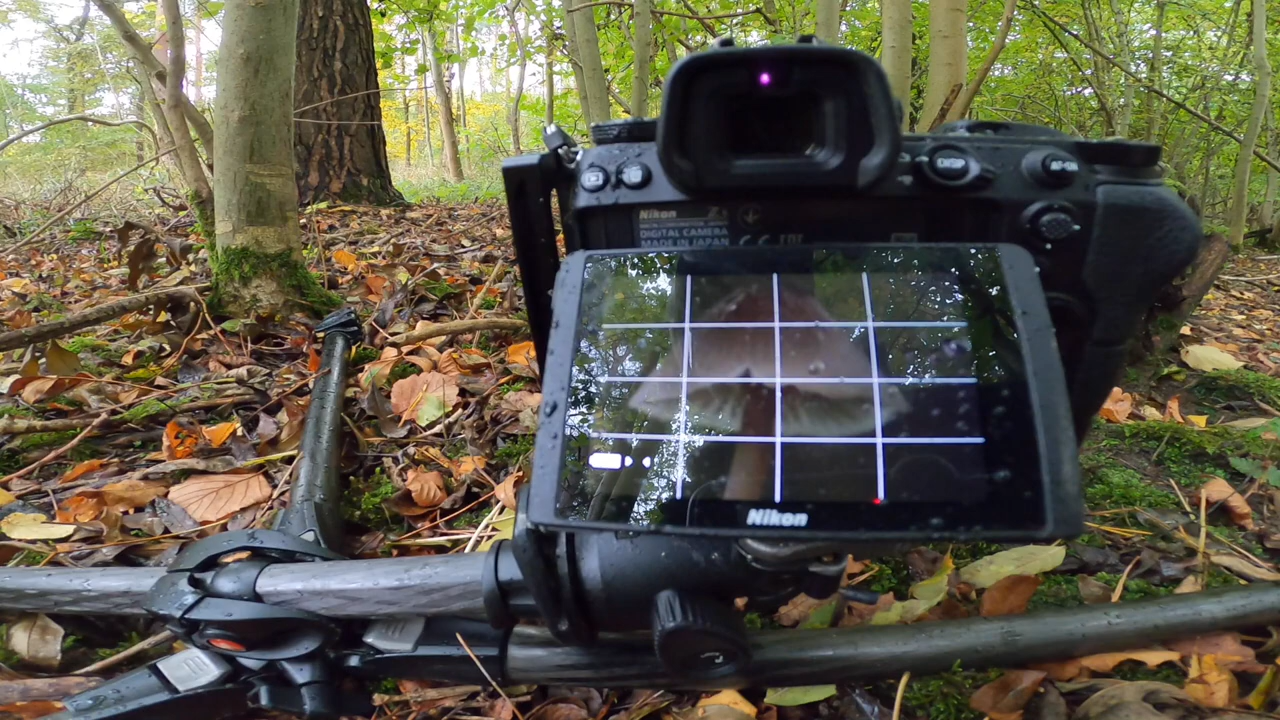 DISP
AF-ON
Nikon
DIGITAL CAMERA
MADE IN JAPAN
Nikon